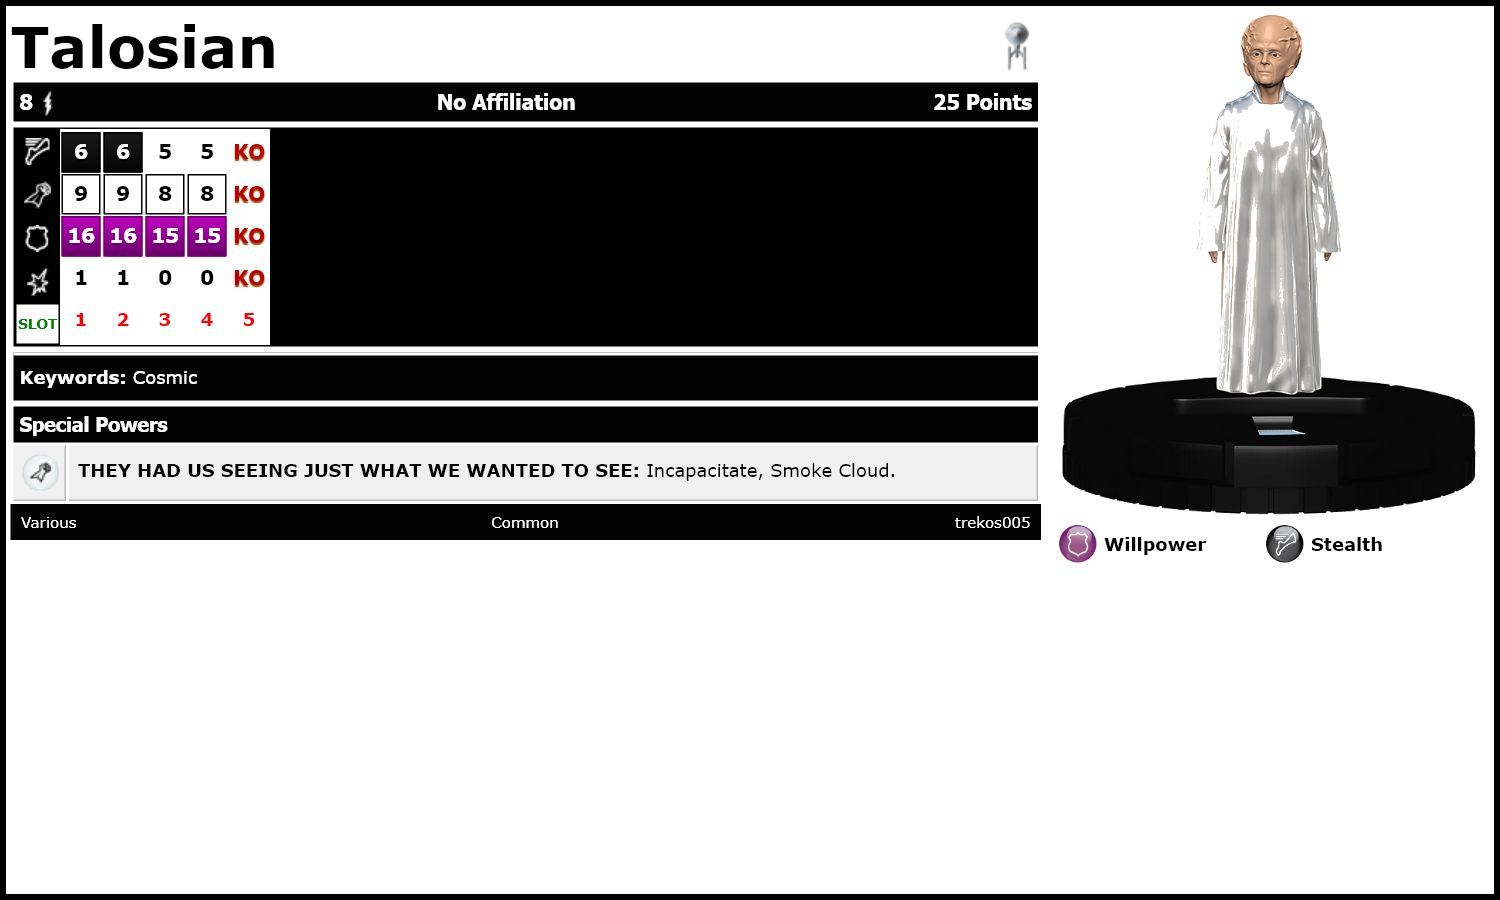 Talosian
8 No Affiliation 25 Points
6 6 5 5 KO
9 9 8 8 KO
16 16 15 15 KO
1 1 0 0 KO
SLOT 1 2 3 4 5
Keywords: Cosmic
Special Powers
THEY HAD US SEEING JUST WHAT WE WANTED TO SEE: Incapacitate, Smoke Cloud.
Various Common trekos005
Willpower Stealth